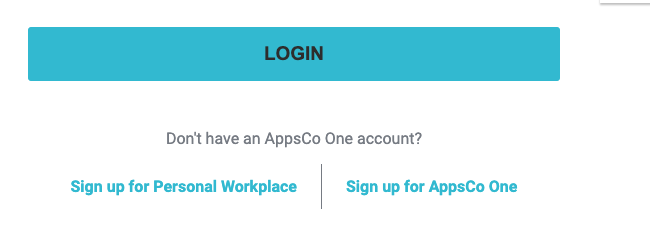 LOGIN
Don't have an AppsCo One account?
Sign up for Personal Workplace
Sign up for AppsCo One